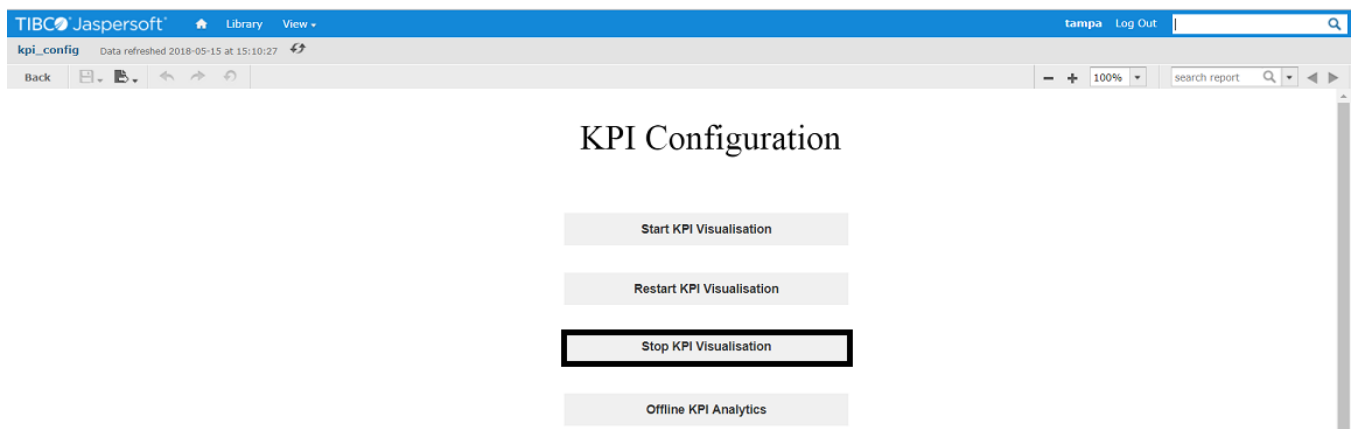 TIBCO Jaspersoft Library View tampa Log Out
kpi_config Data refreshed 2018-05-15 at 15:10:27
Back 100% search report
KPI Configuration
Start KPI Visualisation
Restart KPI Visualisation
Stop KPI Visualisation
Offline KPI Analytics